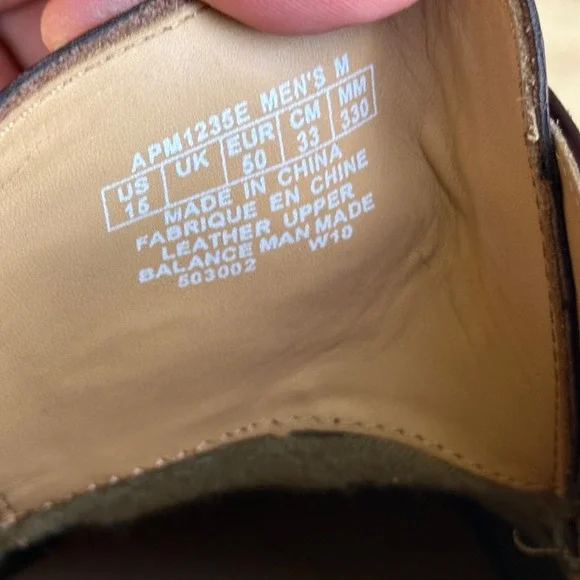 APM1235E MEN'S M
US UK EUR CM MM
15 50 33 330
MADE IN CHINA
FABRIQUE EN CHINE
LEATHER UPPER
BALANCE MAN MADE
503002 W10